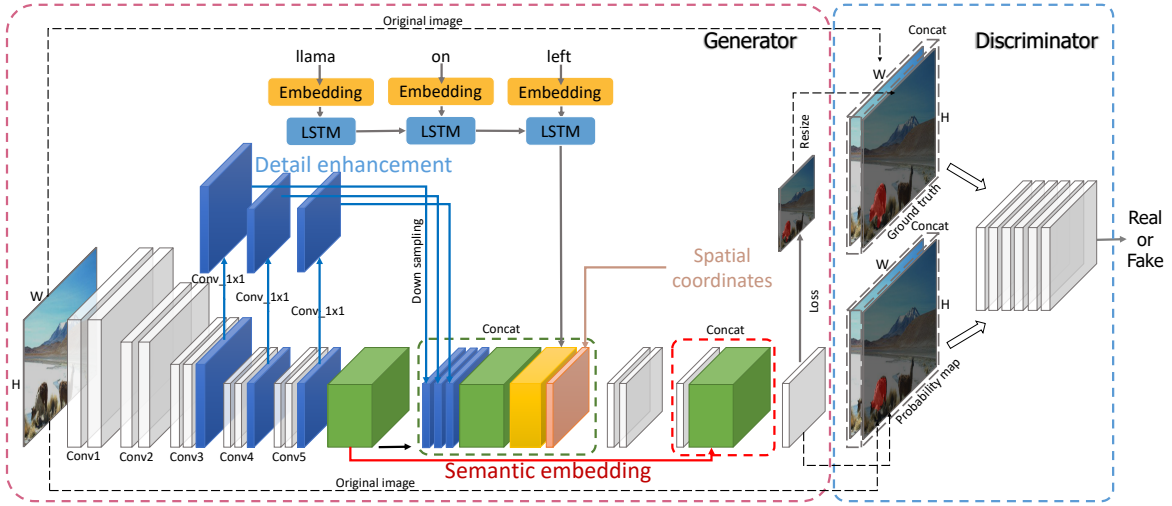 Original image
Generator
Discriminator
Concat
llama
on
left
W
Embedding
Embedding
Embedding
Resize
H
LSTM
LSTM
LSTM
Detail enhancement
Ground truth
Real
or
Fake
Down sampling
Spatial
coordinates
Concat
W
Conv_1x1
Conv_1x1
Conv_1x1
W
H
Loss
Concat
Concat
H
Probability map
Conv1
Conv2
Conv3
Conv4
Conv5
Semantic embedding
Original image